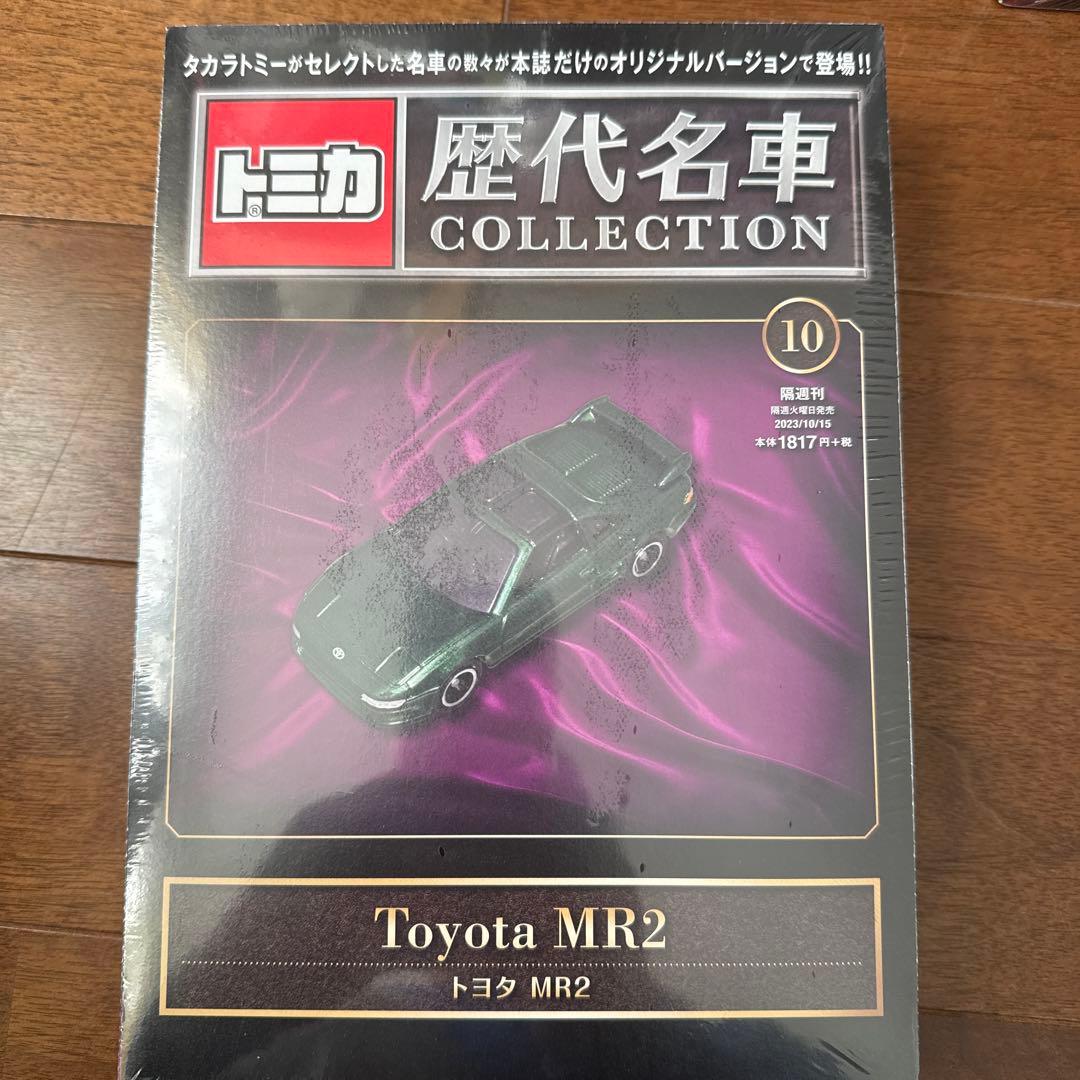 タカラトミーがセレクトした名車の数々が本誌だけのオリジナルバージョンで登場!!
トミカ®
歴代名車
COLLECTION
10
隔週刊
隔週火曜日発売
2023/10/15
本体1817円+税
Toyota MR2
トヨタ MR2